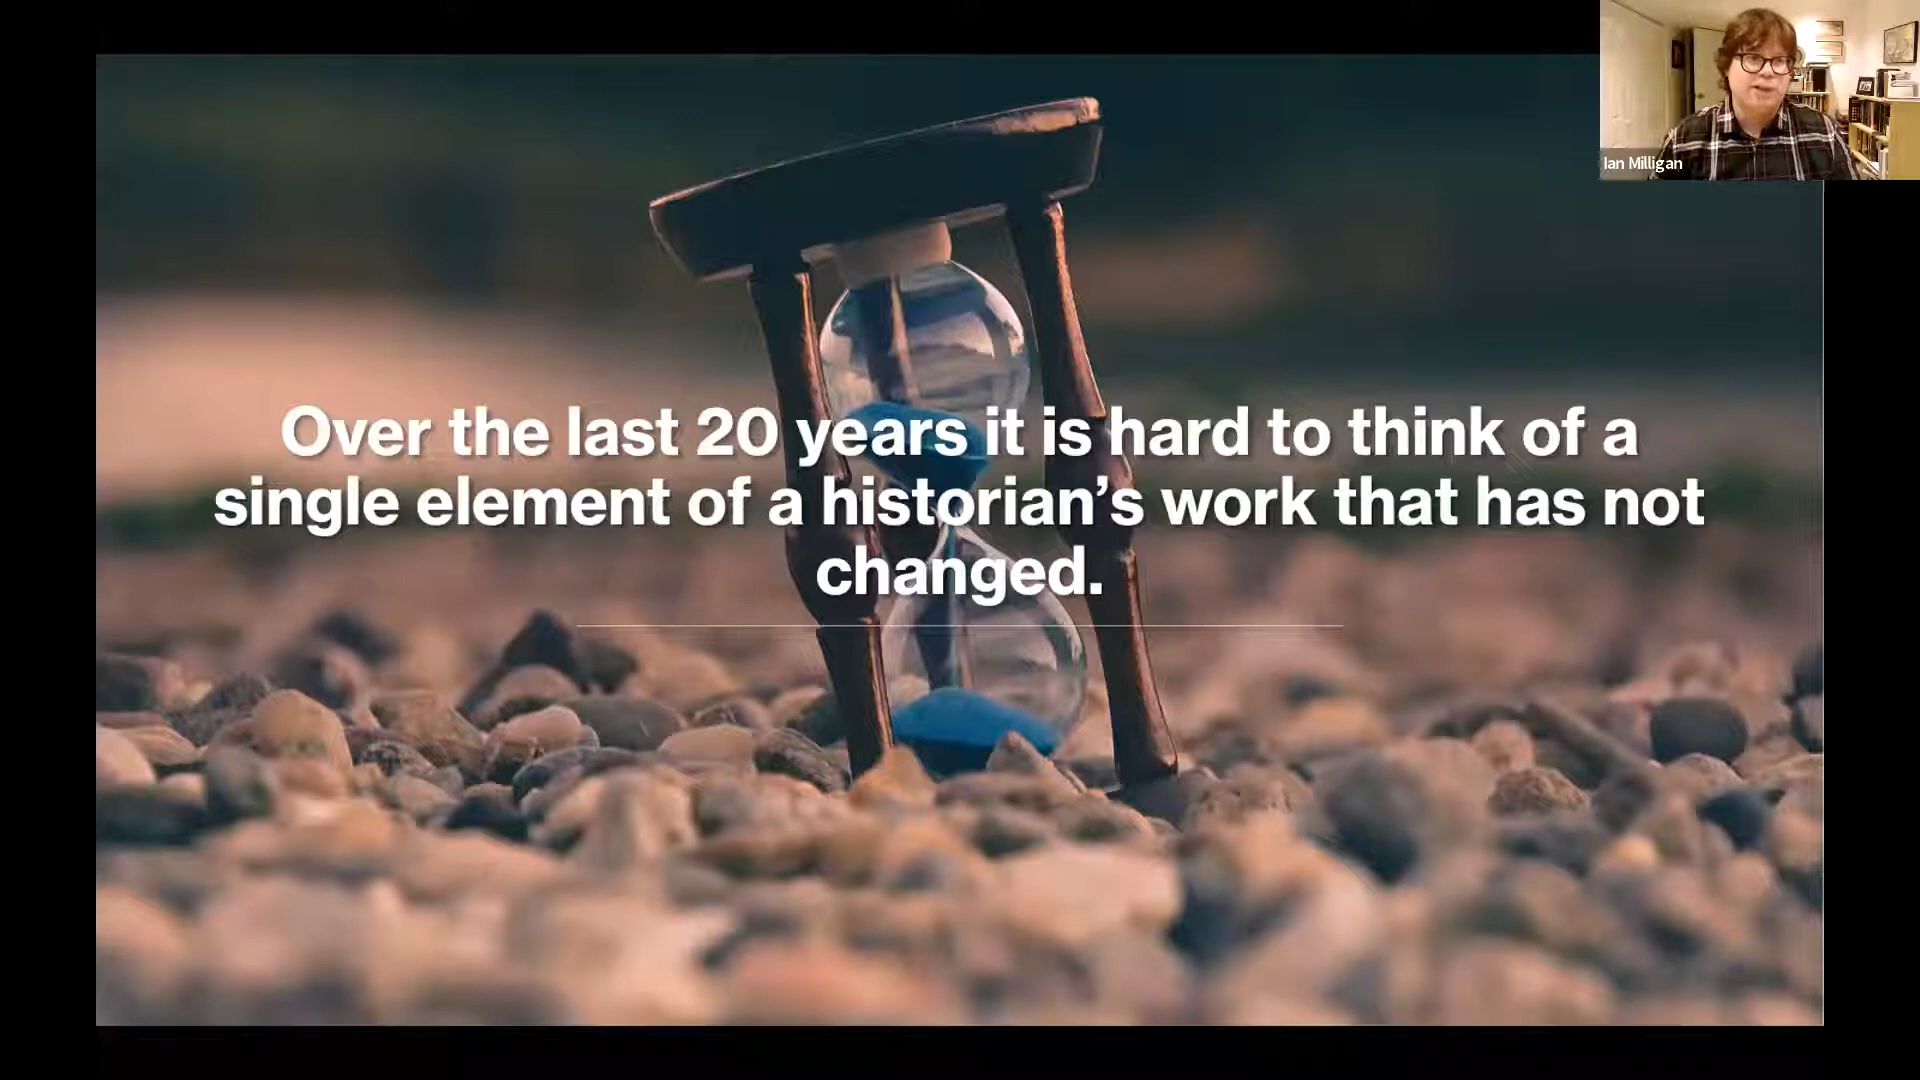 Ian Milligan
Over the last 20 years it is hard to think of a
single element of a historian’s work that has not
changed.